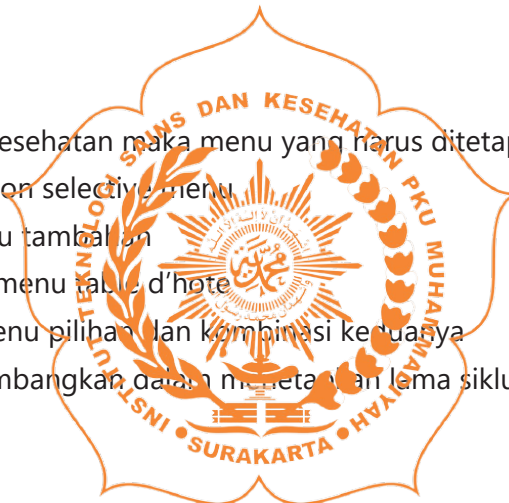 esehatan maka menu yang harus ditetap
on selective menu
u tambahan
menu table d'hote
enu pilihan dan kombinasi keduanya
mbangkan dalam menetapkan lama siklu
INSTITUT TEKNOLOGI SAINS DAN KESEHATAN PKU MUHAMMADIYAH
SURAKARTA